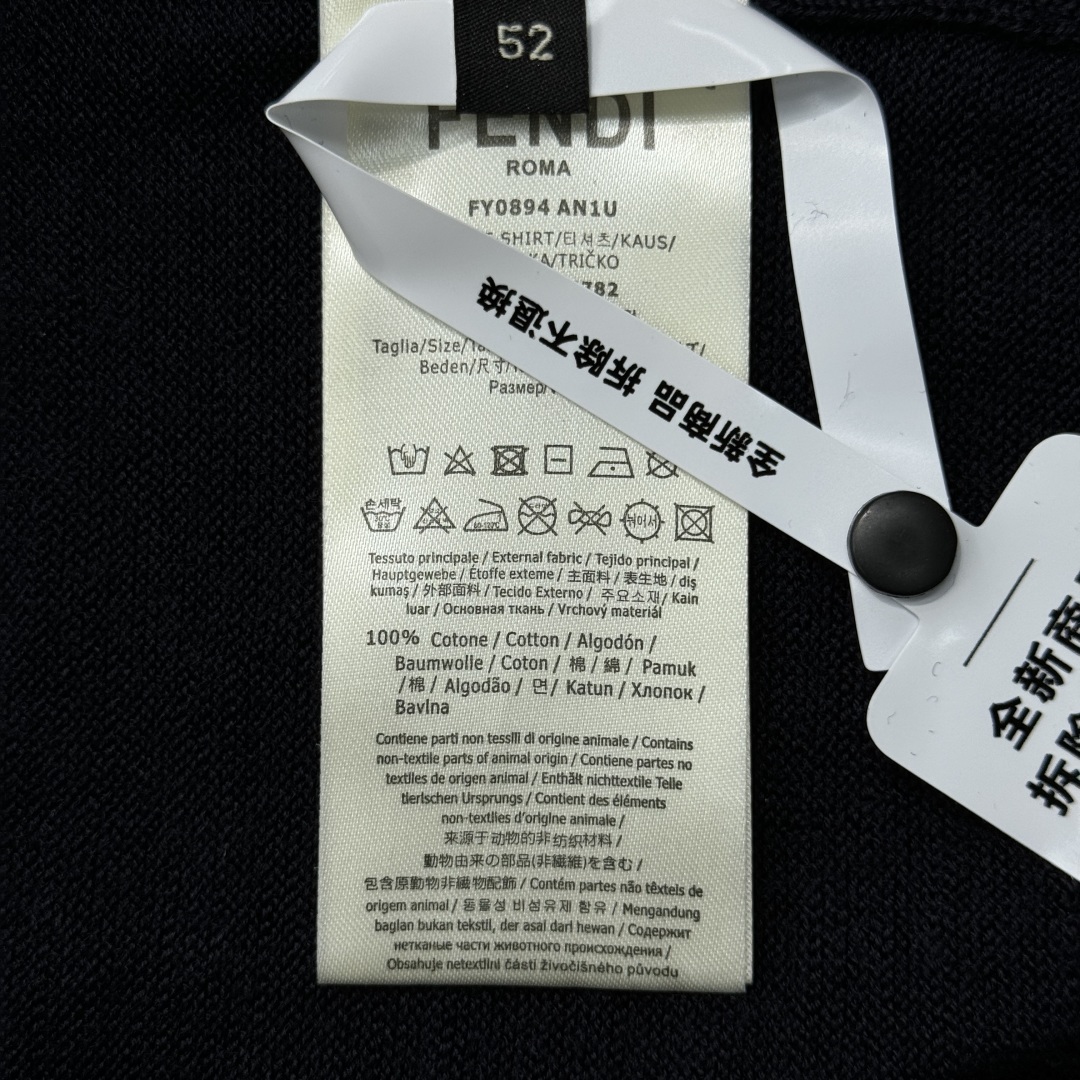 52
FENDI
ROMA
FY0894 AN1U
SHIRT/티셔츠/KAUS/
/TRIČKO
782
Taglia/Size/
Beden/尺寸/
Размер/
全新商品 拆除不退换
손세탁
Tessuto principale / External fabric / Tejido principal /
Hauptgewebe / Étoffe exteme / 主面料 / 表生地 / diş
kumaş / 外部面料 / Tecido Externo / 주요소재/ Kain
luar / Основная ткань / Vrchový materiál
100% Cotone / Cotton / Algodón /
Baumwolle / Coton / 棉 / 綿 / Pamuk
/ 棉 / Algodão / 면/ Katun / Хлопок /
Bavlna
Contiene parti non tessili di origine animale / Contains
non-textile parts of animal origin / Contiene partes no
textiles de origen animal / Enthält nichttextile Telle
tierischen Ursprungs / Contient des éléments
non-textlies d'origine animale /
来源于动物的非纺织材料 /
動物由来の部品(非繊維)を含む /
包含原動物非織物配飾 / Contém partes não têxteis de
origem animal / 동물성 비섬유제 함유 / Mengandung
baglan bukan tekstil, der asal dari hewan / Содержит
нетканые части животного происхождения /
Obsahuje netextlini části živočišného původu
全新商
拆除